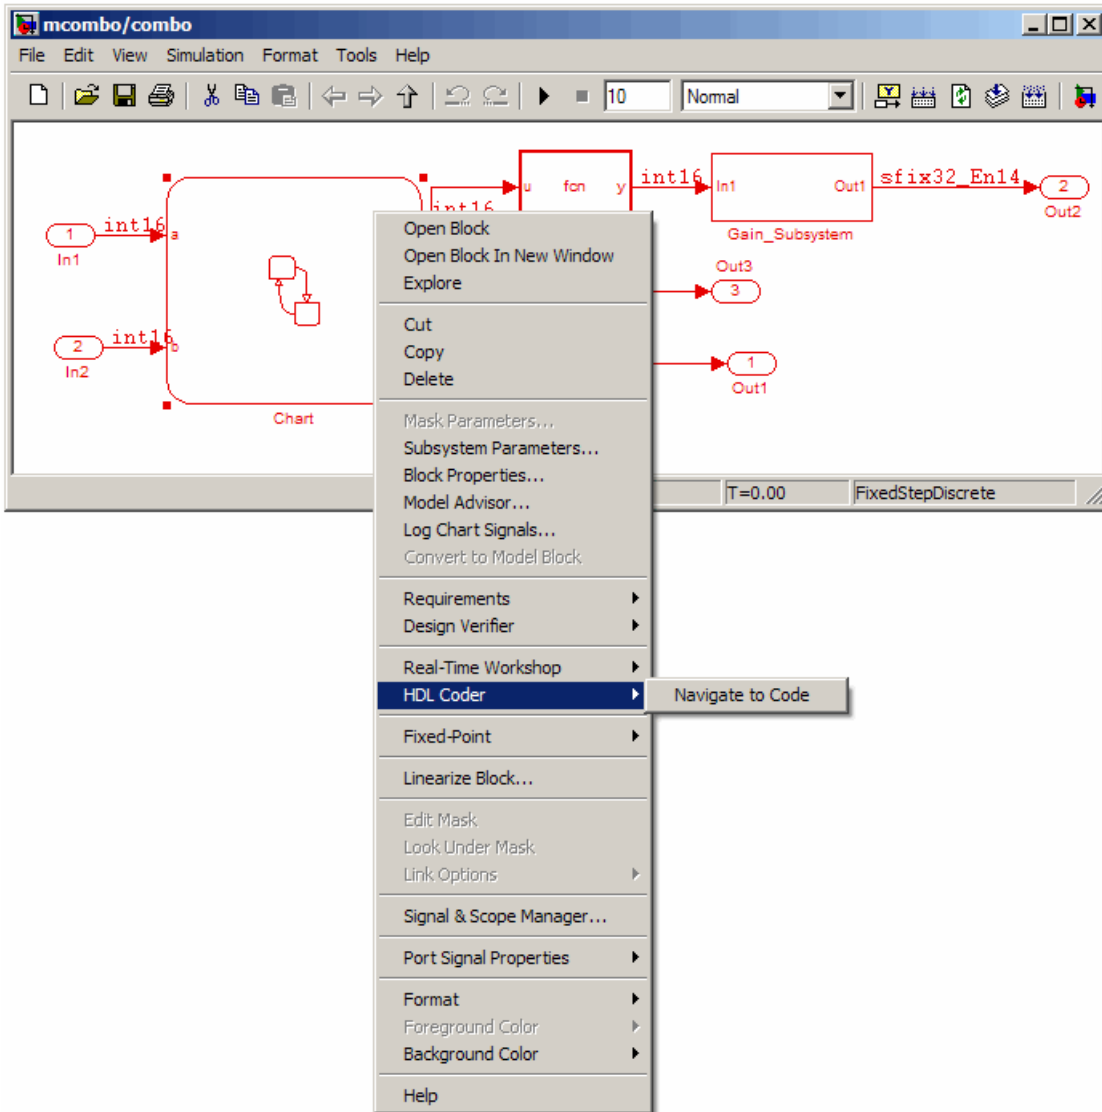 mcombo/combo
File Edit View Simulation Format Tools Help
10 Normal
u fcn y int16 In1 Out1 sfix32_En14 2
Out2
int16
1 int16 a
In1
Gain_Subsystem
Out3
3
2 int16 b
In2
1
Out1
Chart
T=0.00 FixedStepDiscrete
Open Block
Open Block In New Window
Explore
Cut
Copy
Delete
Mask Parameters...
Subsystem Parameters...
Block Properties...
Model Advisor...
Log Chart Signals...
Convert to Model Block
Requirements
Design Verifier
Real-Time Workshop
HDL Coder Navigate to Code
Fixed-Point
Linearize Block...
Edit Mask
Look Under Mask
Link Options
Signal & Scope Manager...
Port Signal Properties
Format
Foreground Color
Background Color
Help